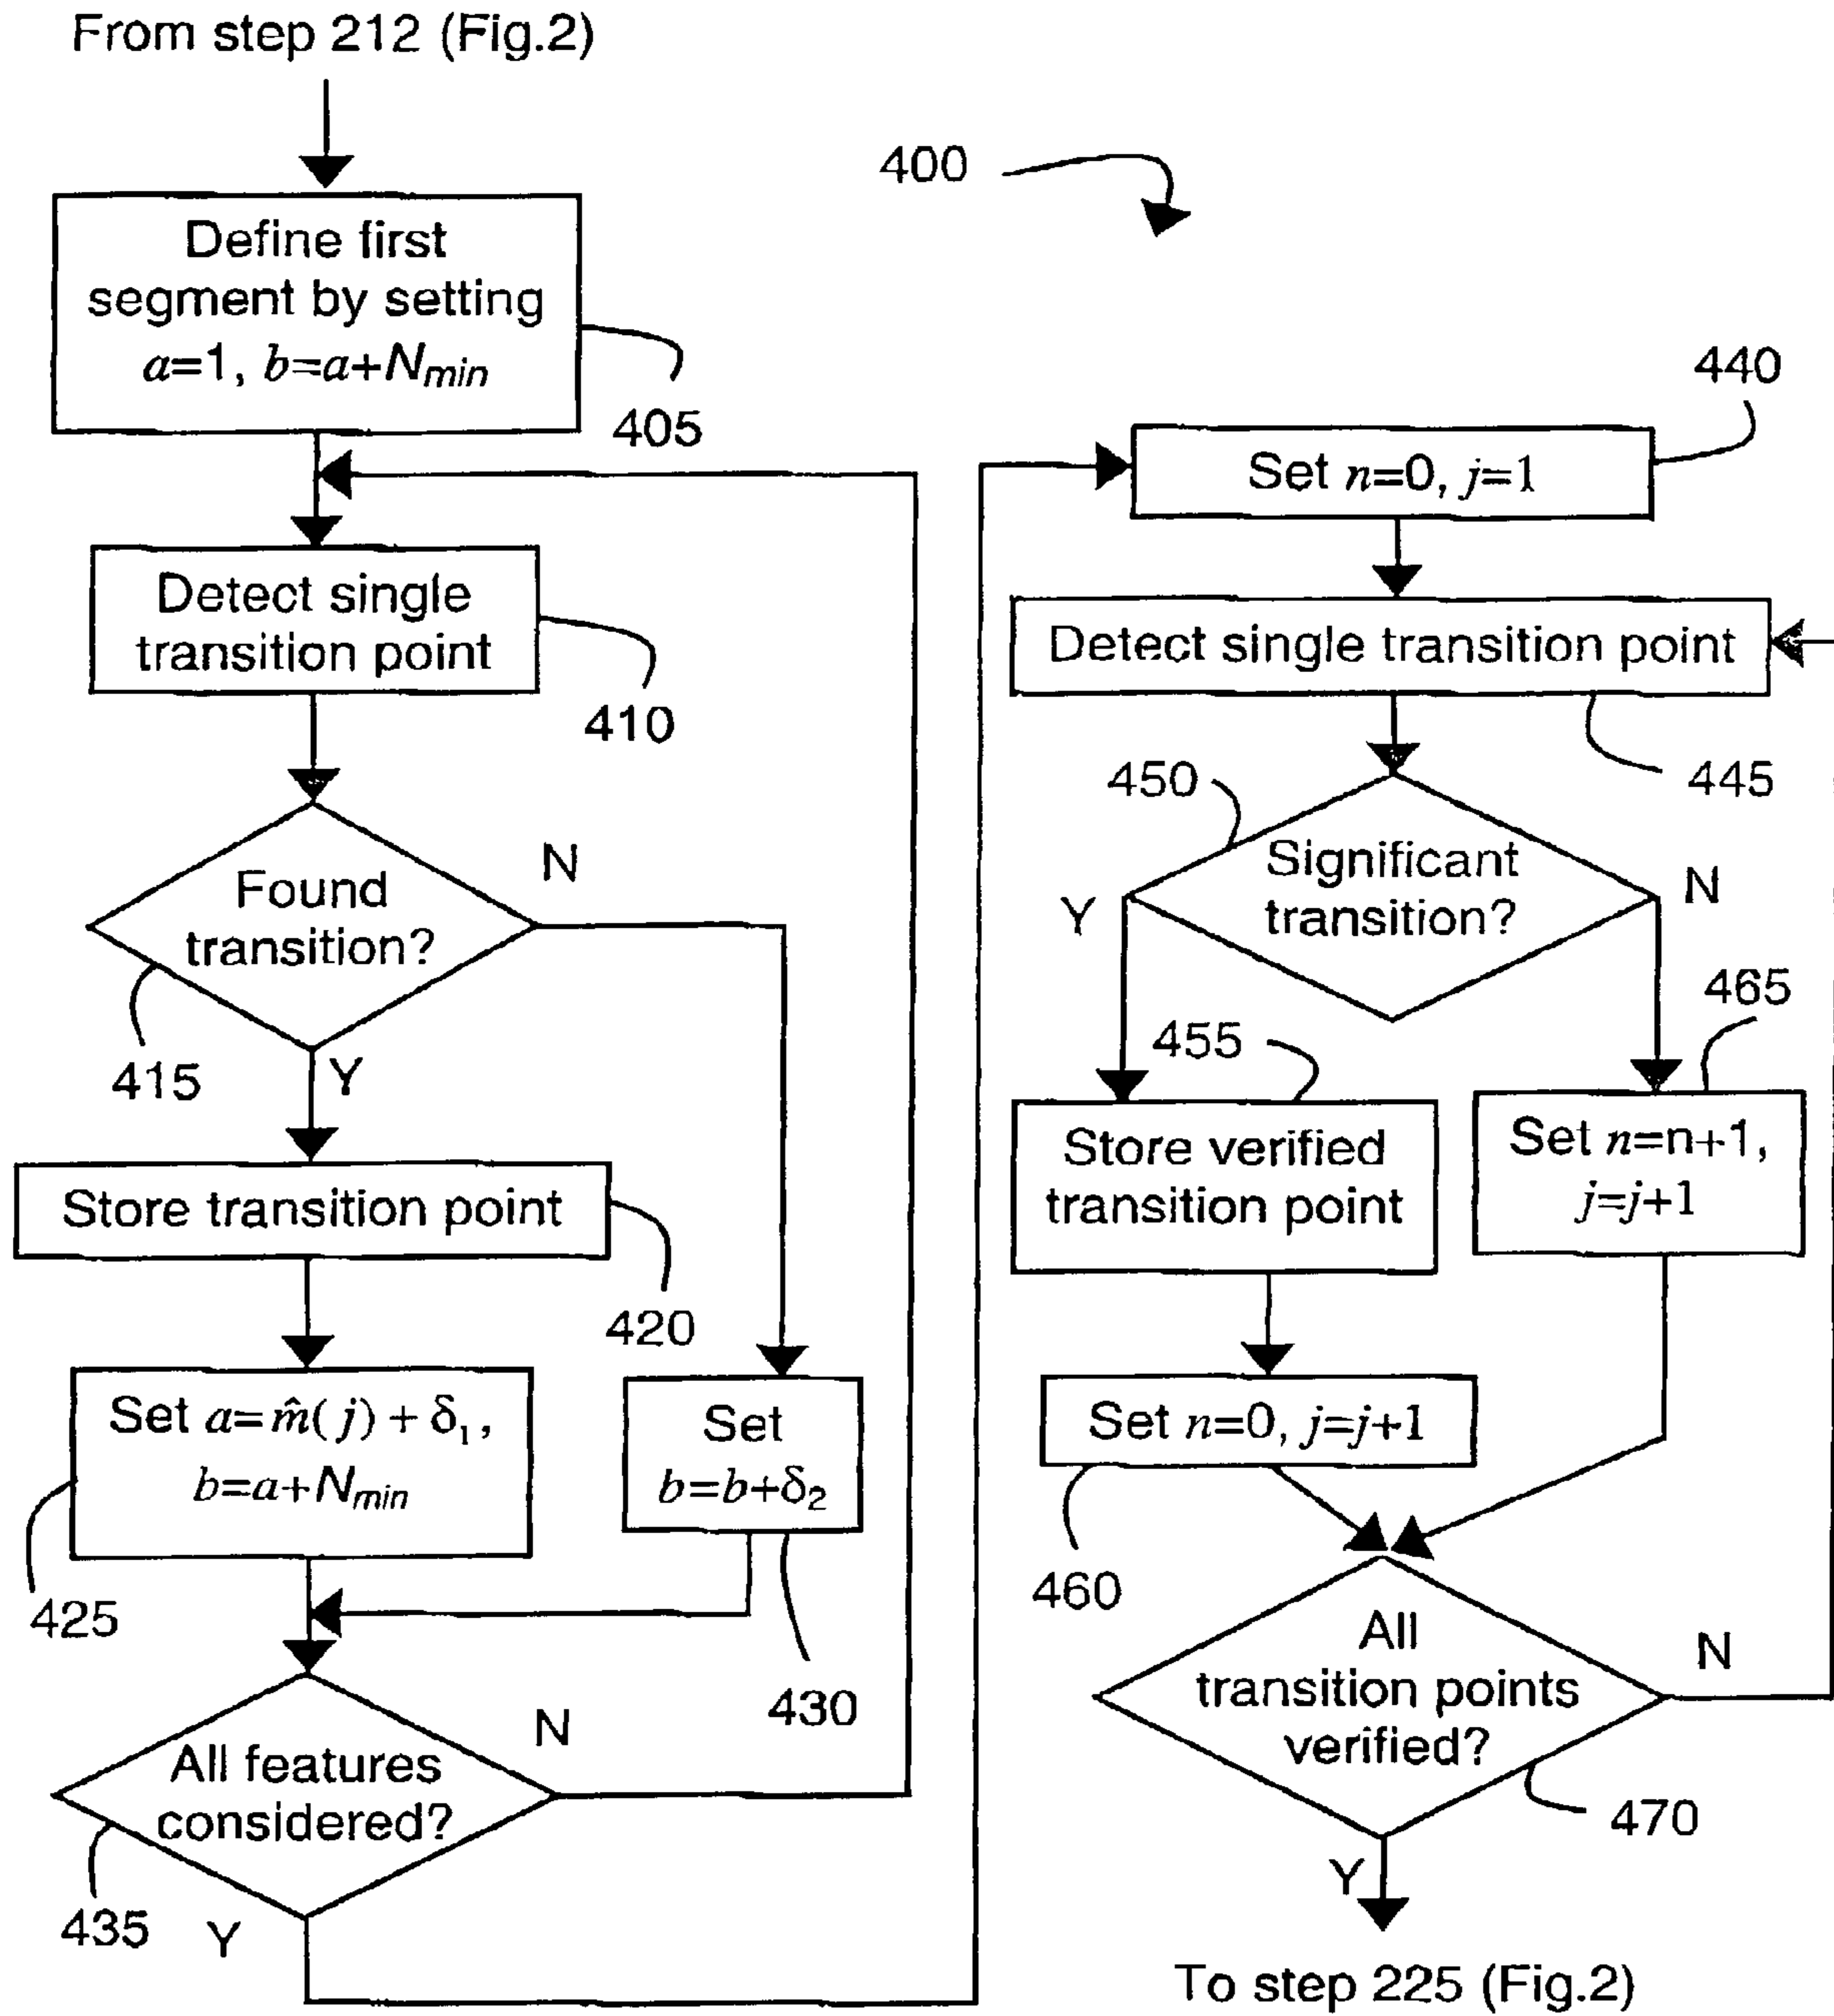 From step 212 (Fig.2)
400
Define first
segment by setting
a=1, b=a+N_min
405
Detect single
transition point
410
Found
transition?
N
415
Y
Store transition point
420
Set a=m̂(j) + δ₁,
b=a+N_min
425
Set
b=b+δ₂
430
All features
considered?
N
435
Y
440
Set n=0, j=1
Detect single transition point
445
450
Significant
transition?
Y
N
465
455
Store verified
transition point
Set n=n+1,
j=j+1
Set n=0, j=j+1
460
All
transition points
verified?
N
470
Y
To step 225 (Fig.2)